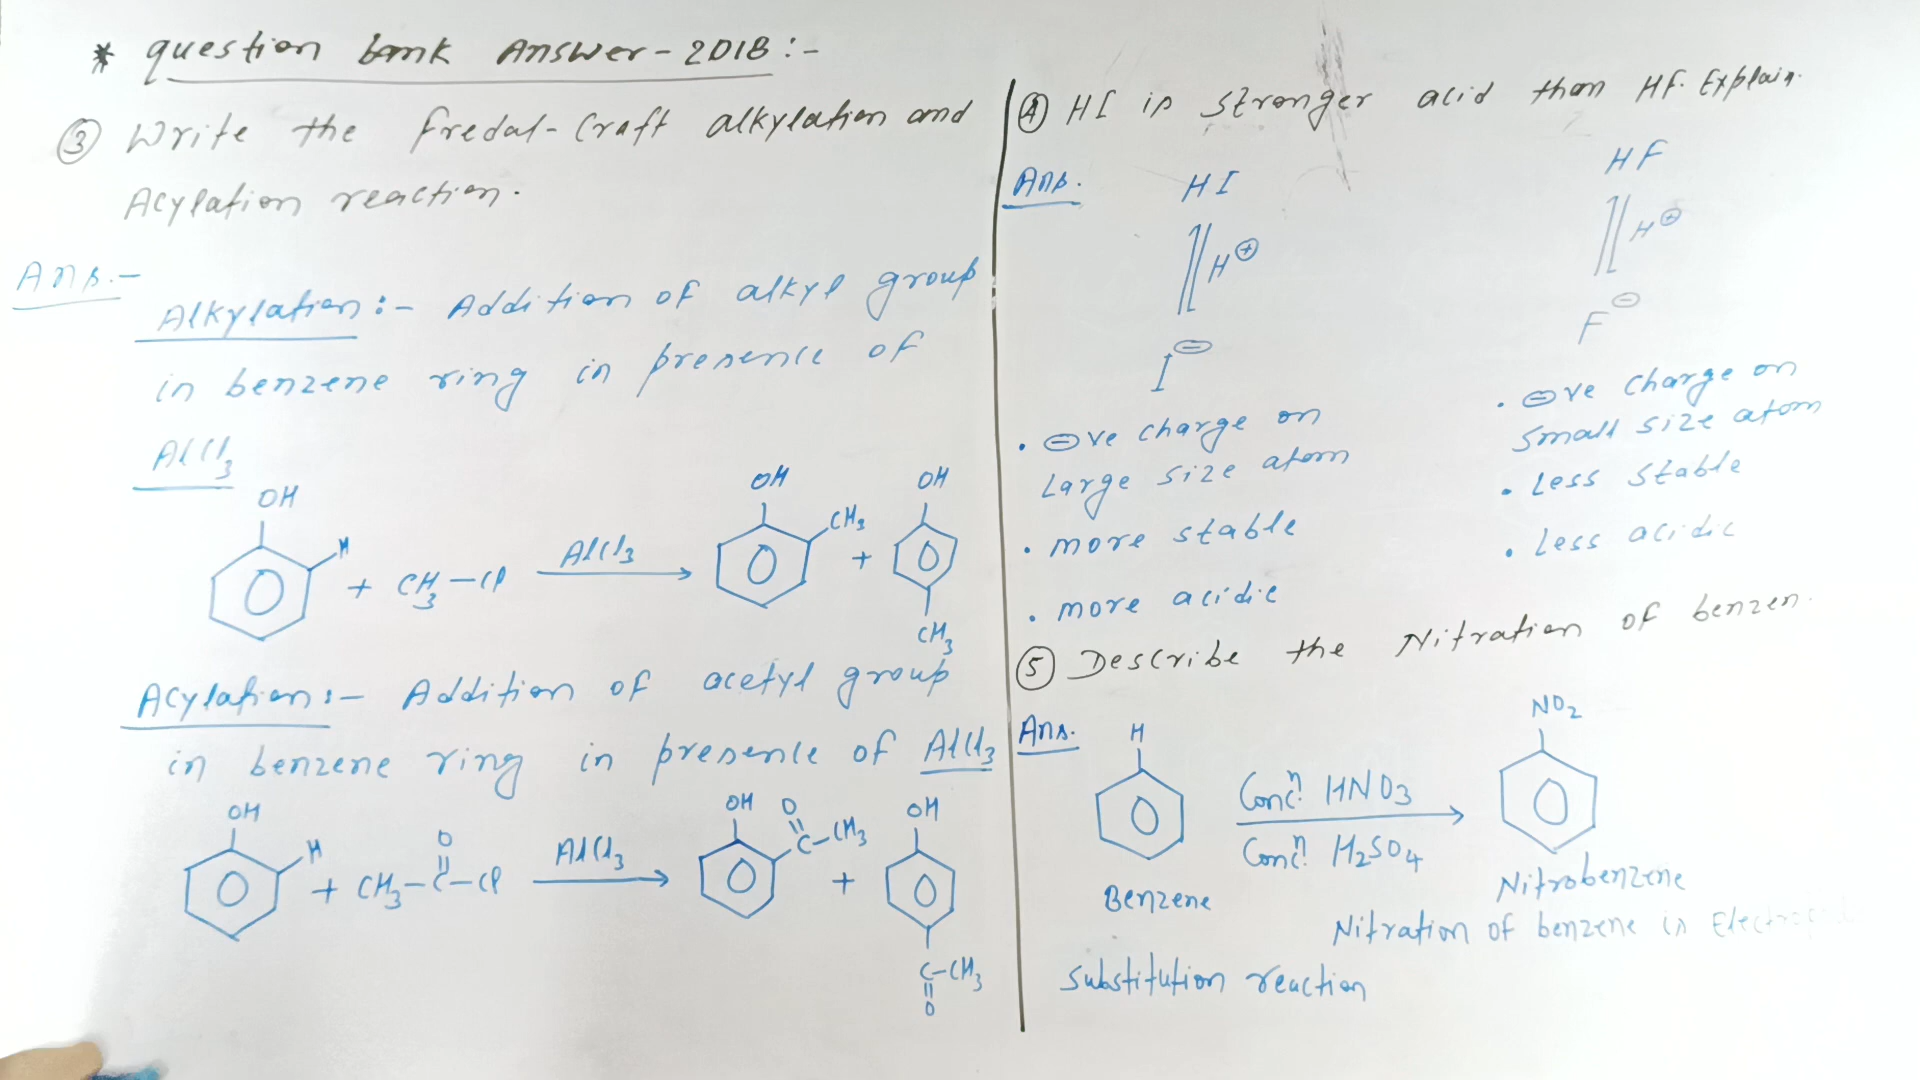 * question bank Answer - 2018 :-
③ Write the fredal-Craft alkylation and
Acylation reaction.
Ans.-
Alkylation :- Addition of alkyl group
in benzene ring in presence of
AlCl3
OH
H
+ CH3-Cl
AlCl3
OH
CH3
+
OH
CH3
Acylation :- Addition of acetyl group
in benzene ring in presence of AlCl3
OH
H
+ CH3-C-Cl
O
AlCl3
OH
O
C-CH3
+
OH
C-CH3
O
④ HI is stronger acid than HF. Explain.
Ans.
HI
H⊕
I⊖
• ⊖ve charge on
Large size atom
• more stable
• more acidic
HF
H⊕
F⊖
• ⊖ve charge on
small size atom
• Less stable
• Less acidic
⑤ Describe the Nitration of benzen.
Ans.
H
Benzene
Concn. HNO3
Concn. H2SO4
NO2
Nitrobenzene
Nitration of benzene is
substitution reaction